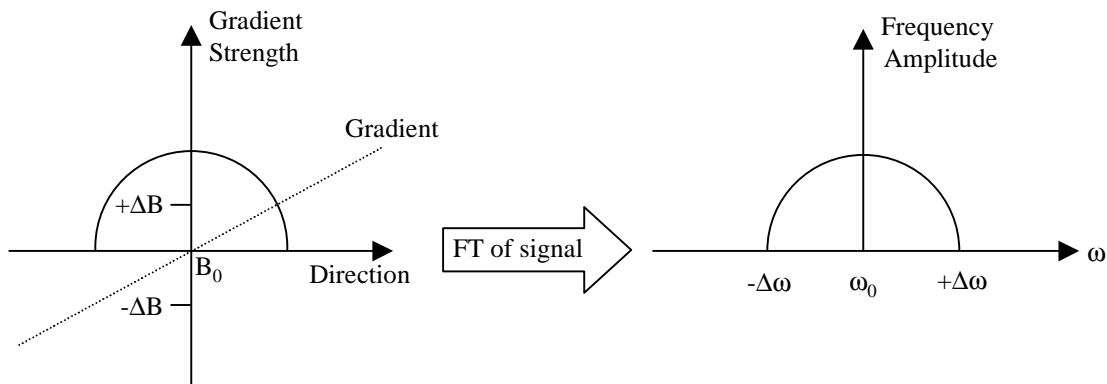 Gradient
Strength
Gradient
+ΔB
B₀
Direction
-ΔB
FT of signal
Frequency
Amplitude
ω
-Δω
ω₀
+Δω